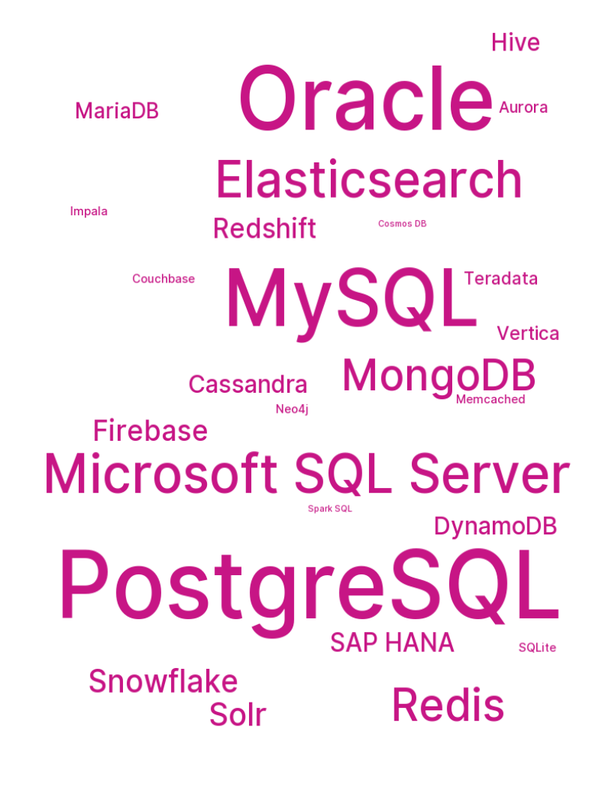 Hive
Oracle
Aurora
MariaDB
Elasticsearch
Impala
Redshift
Cosmos DB
Couchbase
MySQL
Teradata
Vertica
MongoDB
Cassandra
Memcached
Neo4j
Firebase
Microsoft SQL Server
Spark SQL
DynamoDB
PostgreSQL
SAP HANA
SQLite
Snowflake
Redis
Solr